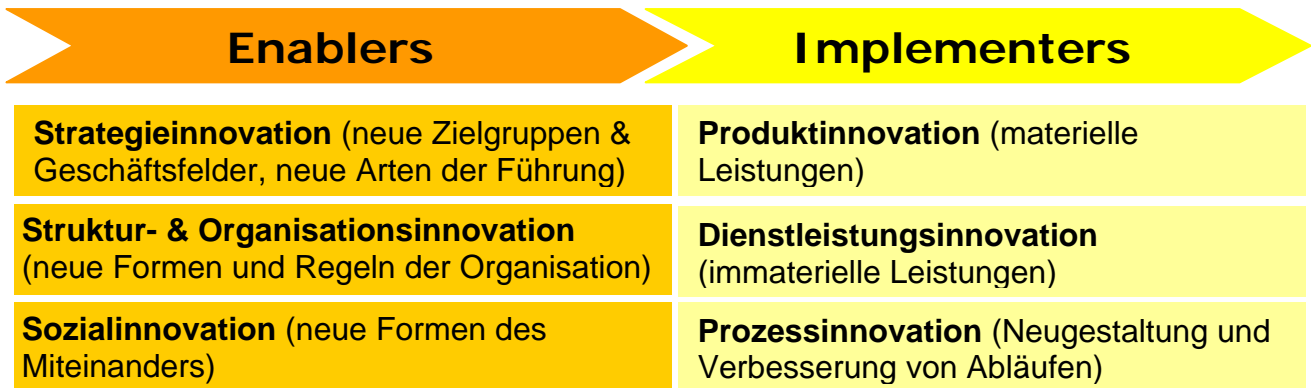 Enablers
Implementers
Strategieinnovation (neue Zielgruppen &
Geschäftsfelder, neue Arten der Führung)
Produktinnovation (materielle
Leistungen)
Struktur- & Organisationsinnovation
(neue Formen und Regeln der Organisation)
Dienstleistungsinnovation
(immaterielle Leistungen)
Sozialinnovation (neue Formen des
Miteinanders)
Prozessinnovation (Neugestaltung und
Verbesserung von Abläufen)